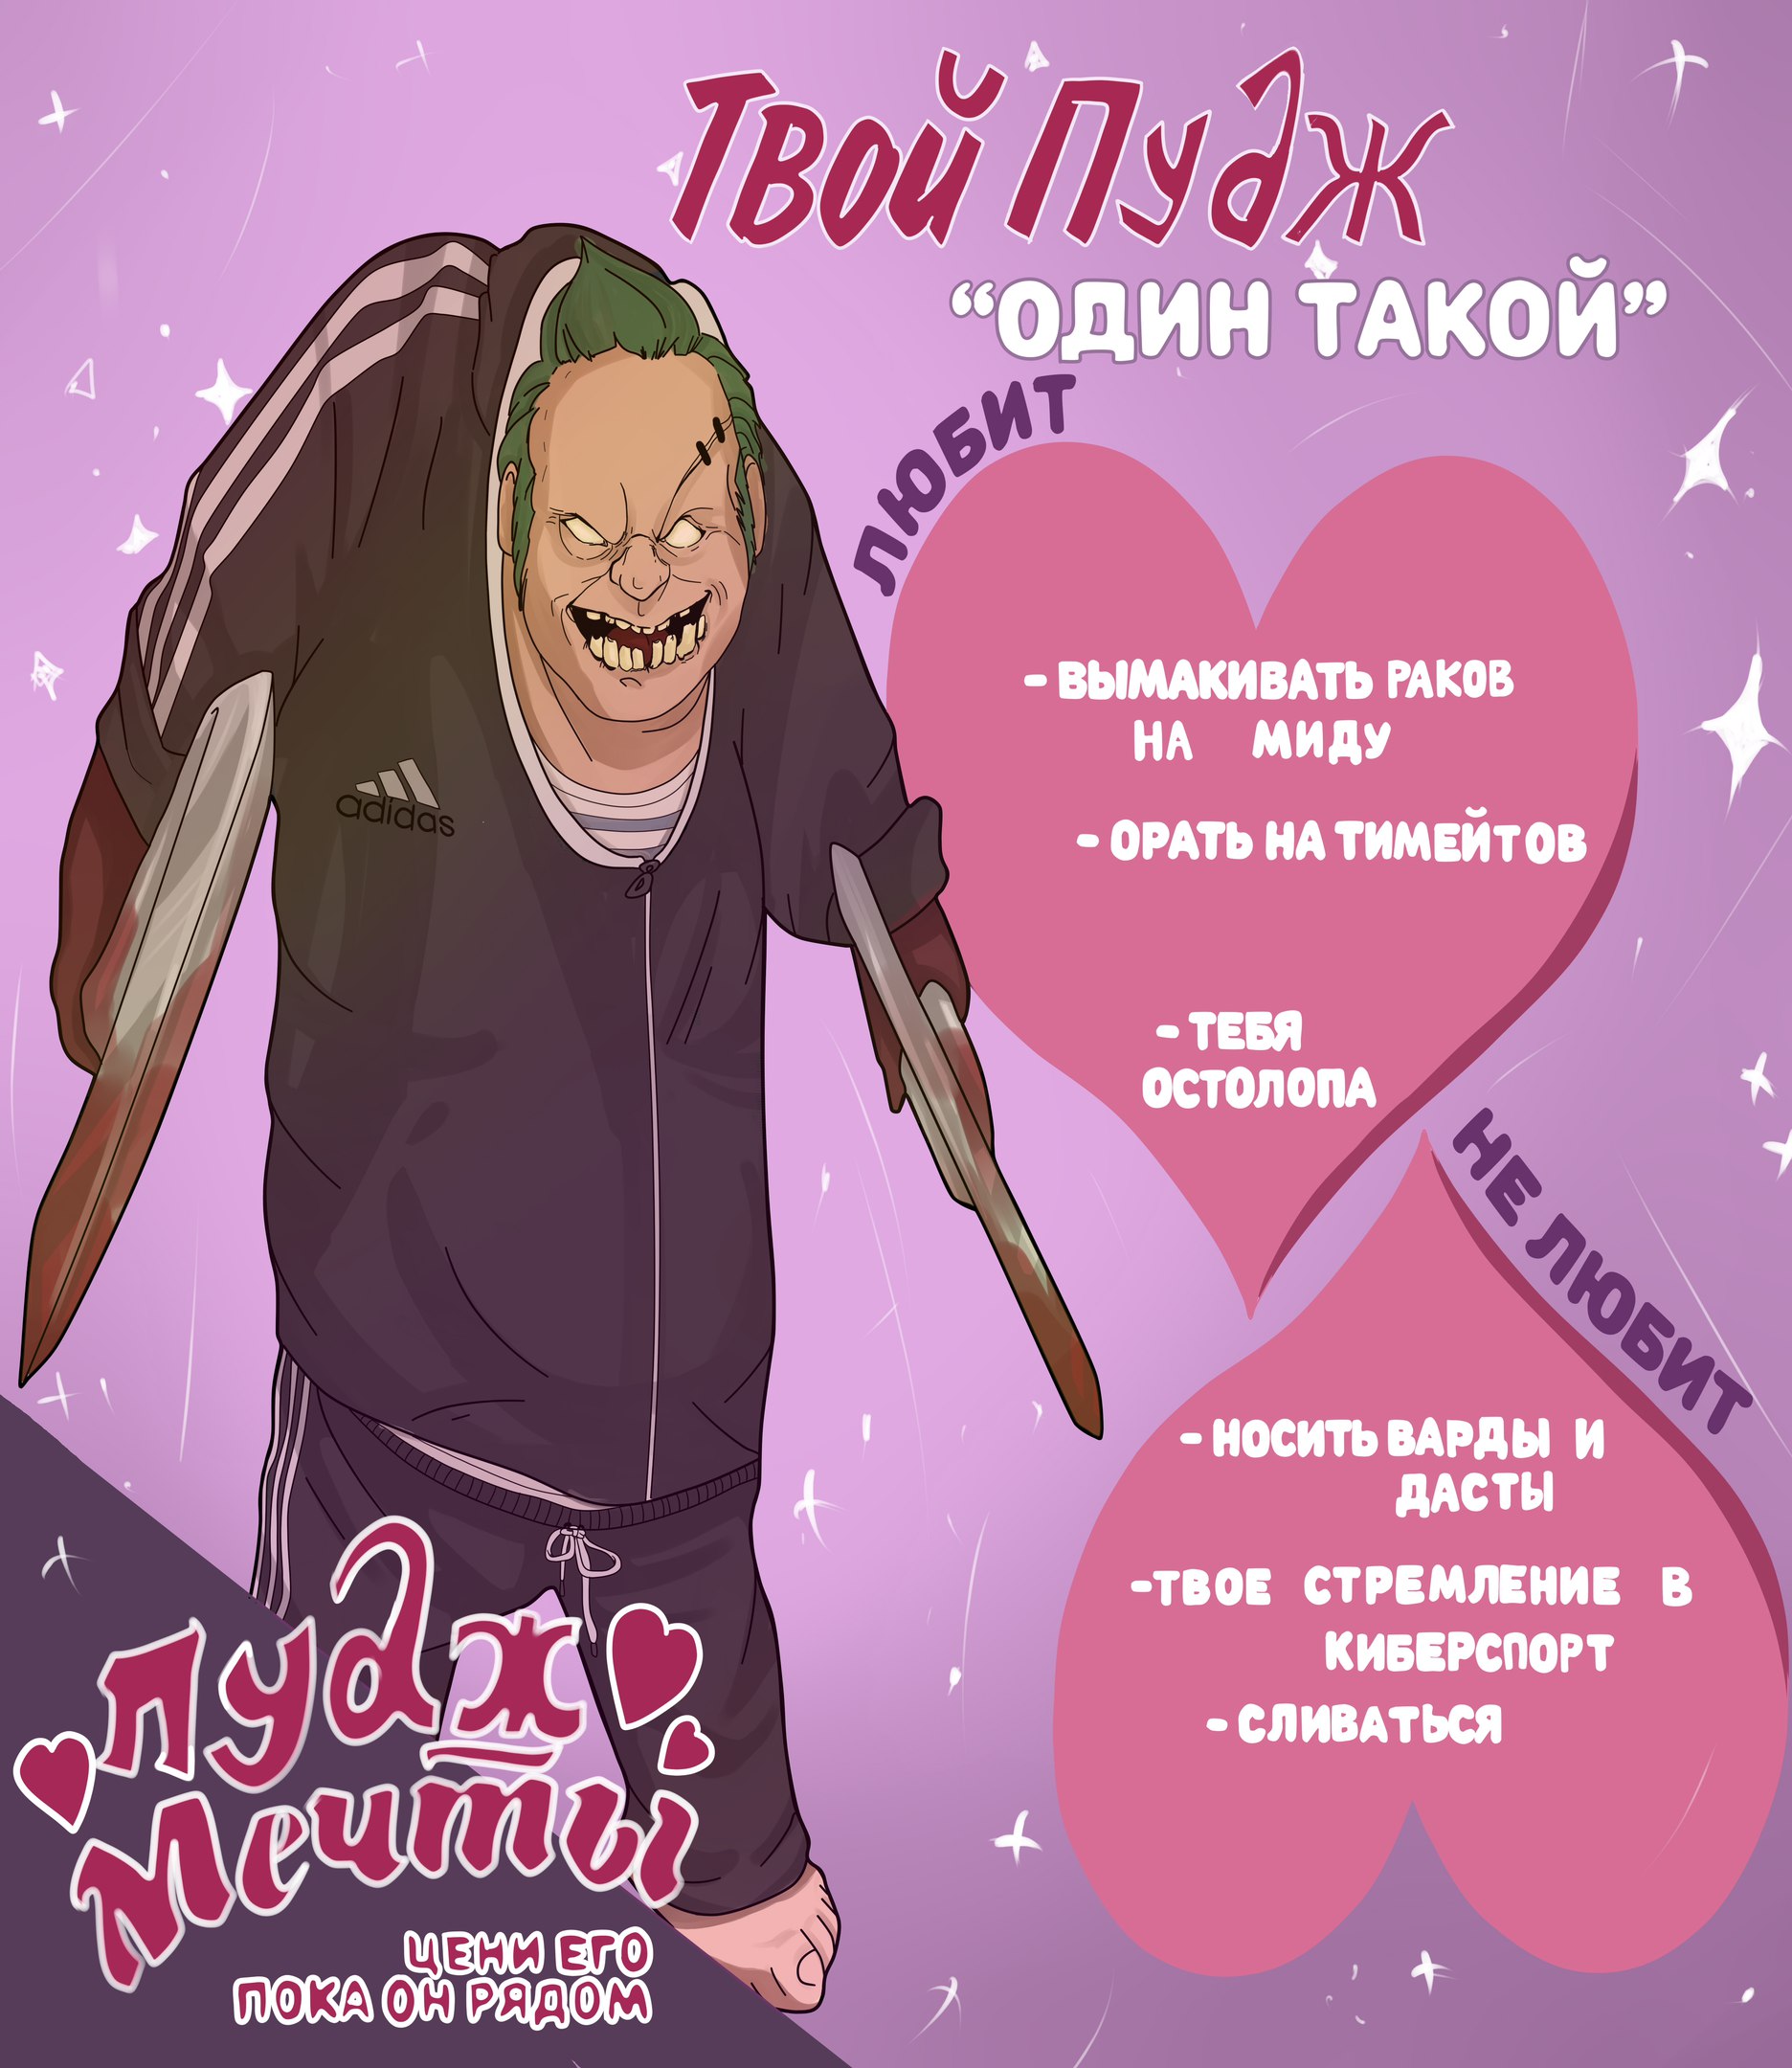 Твой Пудж
“ОДИН ТАКОЙ”
ЛЮБИТ
- ВЫМАКИВАТЬ РАКОВ
НА МИДУ
- ОРАТЬ НА ТИМЕЙТОВ
- ТЕБЯ
ОСТОЛОПА
adidas
НЕ ЛЮБИТ
- НОСИТЬ ВАРДЫ И
ДАСТЫ
-ТВОЕ СТРЕМЛЕНИЕ В
КИБЕРСПОРТ
- СЛИВАТЬСЯ
Пудж
Мечты
ЦЕНИ ЕГО
ПОКА ОН РЯДОМ